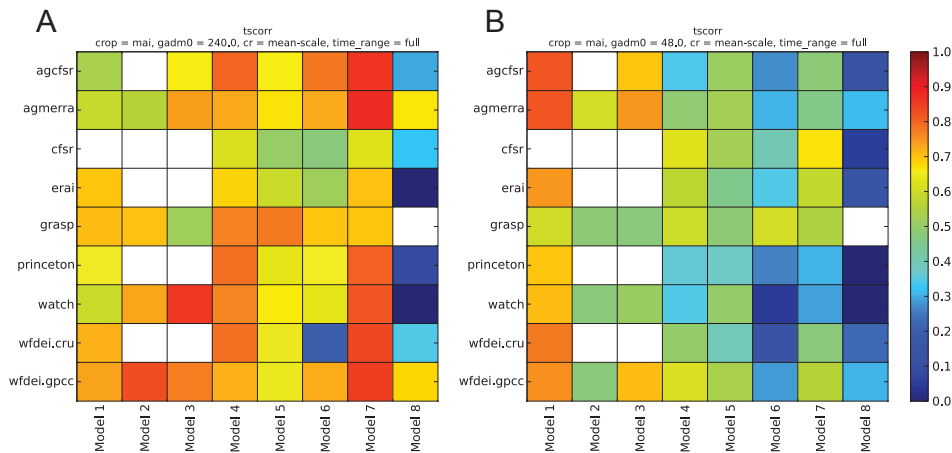 A
tscorr
crop = mai, gadm0 = 240.0, cr = mean-scale, time_range = full
agcfsr
agmerra
cfsr
erai
grasp
princeton
watch
wfdei.cru
wfdei.gpcc
Model 1
Model 2
Model 3
Model 4
Model 5
Model 6
Model 7
Model 8
B
tscorr
crop = mai, gadm0 = 48.0, cr = mean-scale, time_range = full
agcfsr
agmerra
cfsr
erai
grasp
princeton
watch
wfdei.cru
wfdei.gpcc
Model 1
Model 2
Model 3
Model 4
Model 5
Model 6
Model 7
Model 8
1.0
0.9
0.8
0.7
0.6
0.5
0.4
0.3
0.2
0.1
0.0